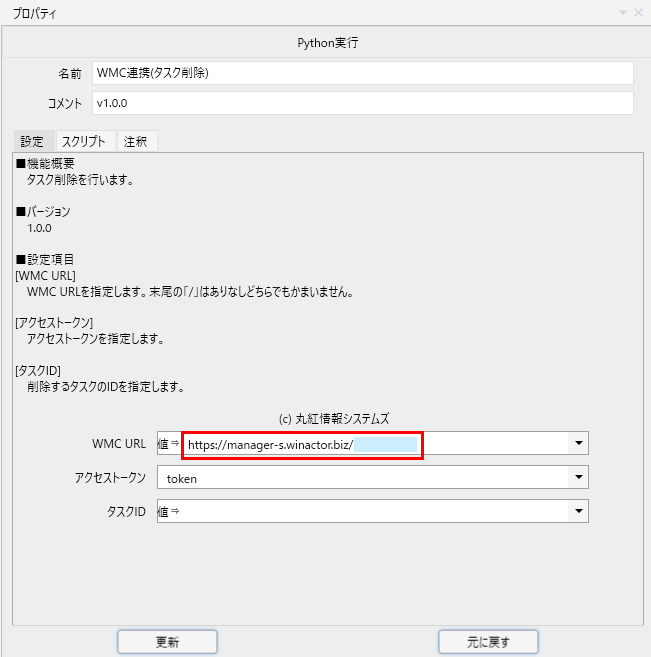 プロパティ
Python実行
名前 WMC連携(タスク削除)
コメント v1.0.0
設定 スクリプト 注釈
■機能概要
タスク削除を行います。
■バージョン
1.0.0
■設定項目
[WMC URL]
WMC URLを指定します。末尾の「/」はありなしどちらでもかまいません。
[アクセストークン]
アクセストークンを指定します。
[タスクID]
削除するタスクのIDを指定します。
(c) 丸紅情報システムズ
WMC URL 値⇒ https://manager-s.winactor.biz/
アクセストークン token
タスクID 値⇒
更新 元に戻す